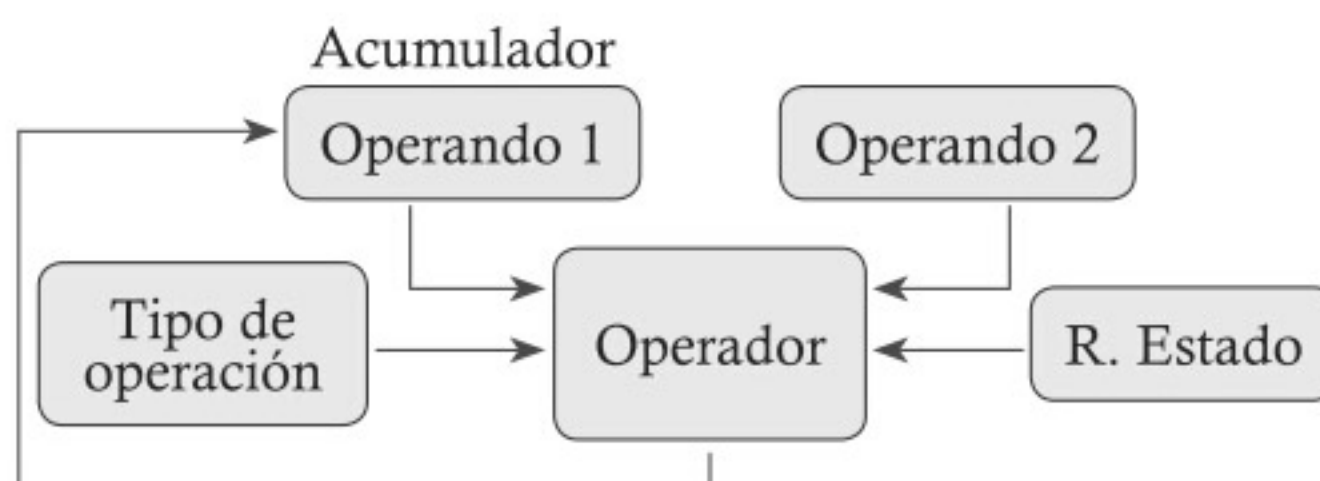 Acumulador
Operando 1
Operando 2
Tipo de
operación
Operador
R. Estado